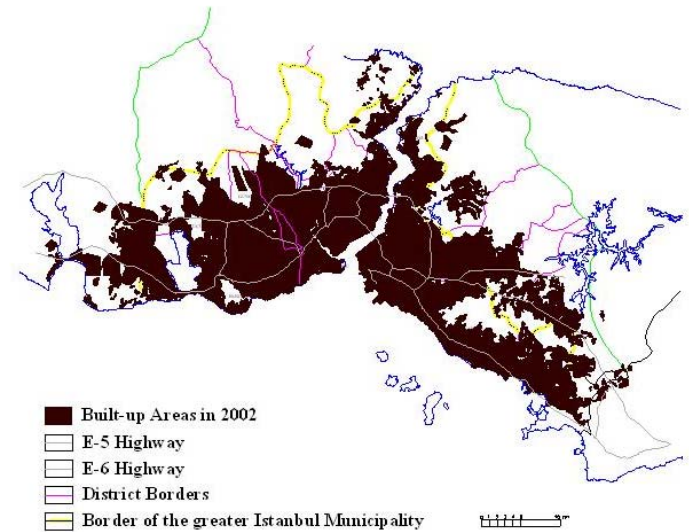 Built-up Areas in 2002
E-5 Highway
E-6 Highway
District Borders
Border of the greater Istanbul Municipality